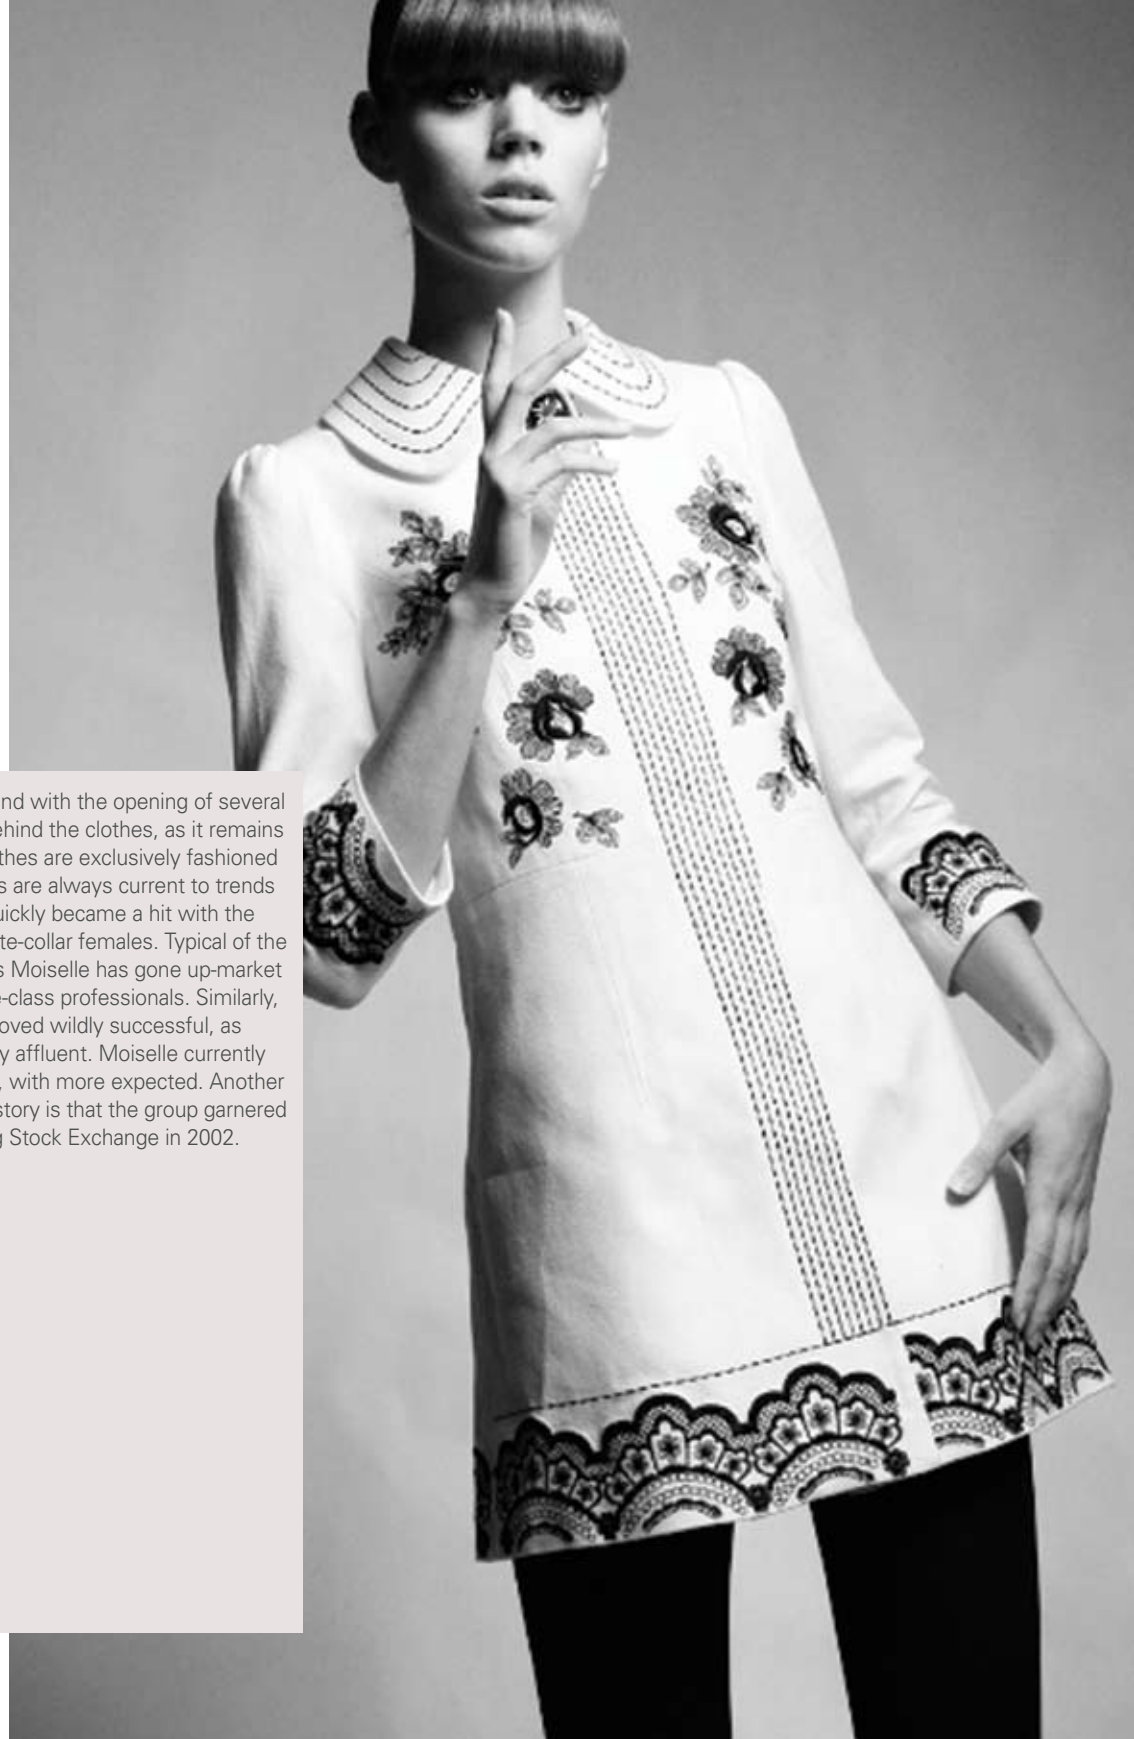 nd with the opening of several
ehind the clothes, as it remains
thes are exclusively fashioned
s are always current to trends
uickly became a hit with the
te-collar females. Typical of the
s Moiselle has gone up-market
e-class professionals. Similarly,
oved wildly successful, as
y affluent. Moiselle currently
, with more expected. Another
story is that the group garnered
g Stock Exchange in 2002.